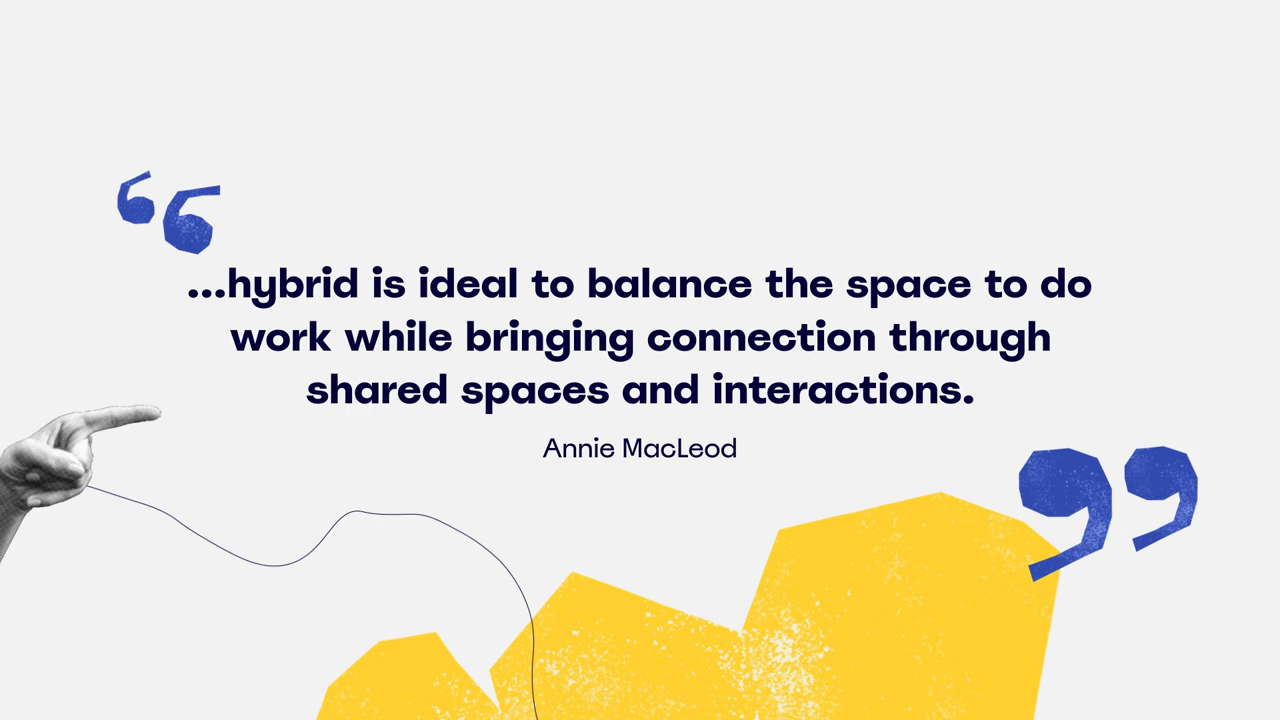 ...hybrid is ideal to balance the space to do
work while bringing connection through
shared spaces and interactions.
Annie MacLeod